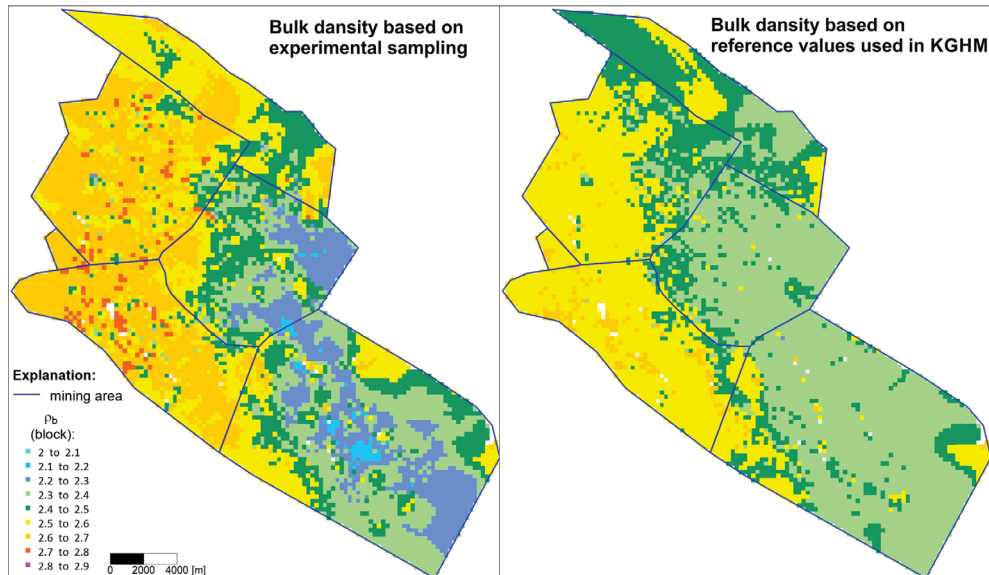 Bulk dansity based on
experimental sampling
Bulk dansity based on
reference values used in KGHM
Explanation:
mining area
ρb
(block):
2 to 2.1
2.1 to 2.2
2.2 to 2.3
2.3 to 2.4
2.4 to 2.5
2.5 to 2.6
2.6 to 2.7
2.7 to 2.8
2.8 to 2.9
0 2000 4000 [m]